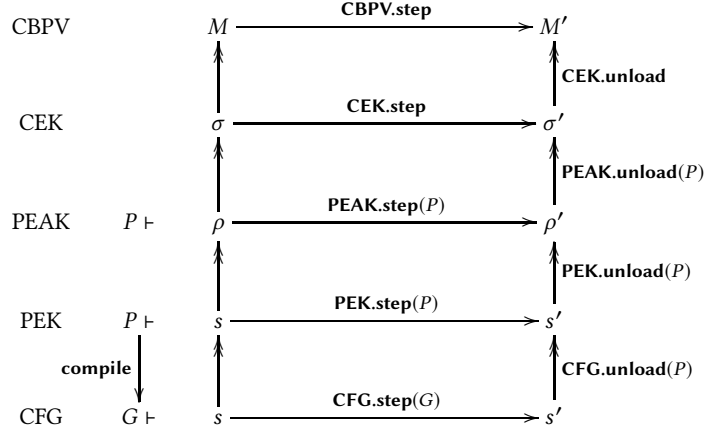 CBPV M CBPV.step M′
CEK.unload
CEK σ CEK.step σ′
PEAK.unload(P)
PEAK P ⊢ ρ PEAK.step(P) ρ′
PEK.unload(P)
PEK P ⊢ s PEK.step(P) s′
compile CFG.unload(P)
CFG G ⊢ s CFG.step(G) s′